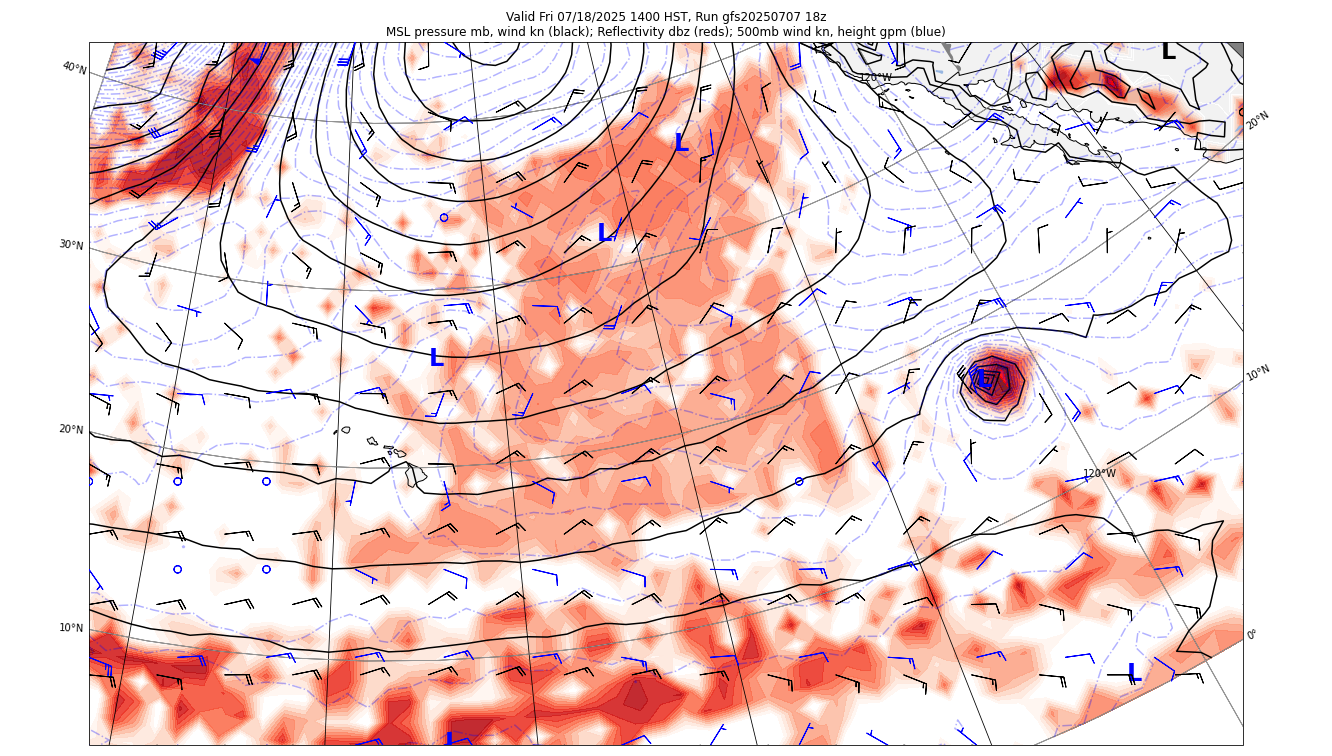 Valid Fri 07/18/2025 1400 HST, Run gfs20250707 18z
MSL pressure mb, wind kn (black); Reflectivity dbz (reds); 500mb wind kn, height gpm (blue)
L
40°N
120°W
20°N
L
L
30°N
L
10°N
L
20°N
120°W
10°N
0°
L
L